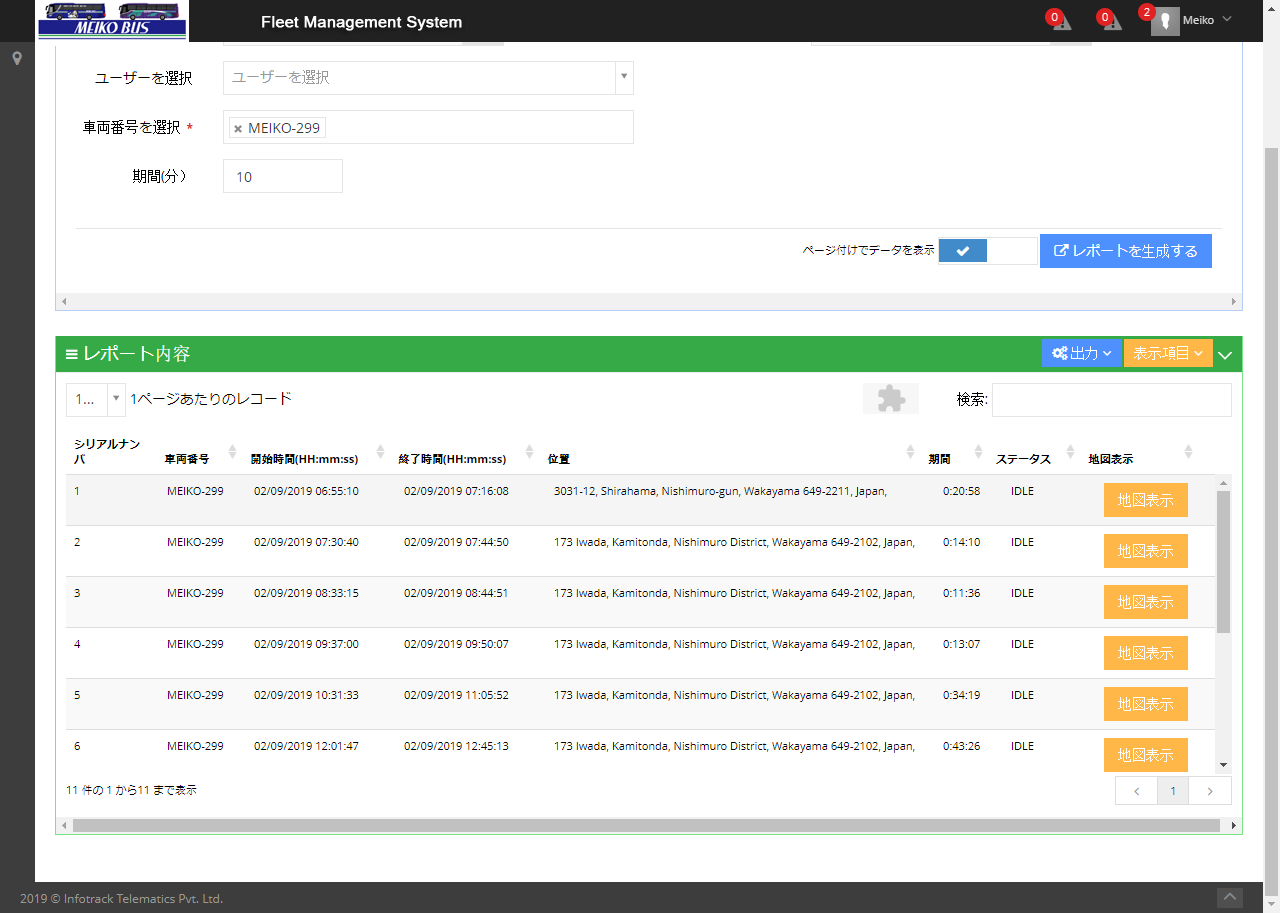 MEIKO BUS
Fleet Management System
0
0
2
Meiko
ユーザーを選択
ユーザーを選択
車両番号を選択 *
× MEIKO-299
期間(分)
10
ページ付けでデータを表示
レポートを生成する
レポート内容
出力
表示項目
1...
1ページあたりのレコード
検索:
シリアルナンバ 車両番号 開始時間(HH:mm:ss) 終了時間(HH:mm:ss) 位置 期間 ステータス 地図表示
1 MEIKO-299 02/09/2019 06:55:10 02/09/2019 07:16:08 3031-12, Shirahama, Nishimuro-gun, Wakayama 649-2211, Japan, 0:20:58 IDLE 地図表示
2 MEIKO-299 02/09/2019 07:30:40 02/09/2019 07:44:50 173 Iwada, Kamitonda, Nishimuro District, Wakayama 649-2102, Japan, 0:14:10 IDLE 地図表示
3 MEIKO-299 02/09/2019 08:33:15 02/09/2019 08:44:51 173 Iwada, Kamitonda, Nishimuro District, Wakayama 649-2102, Japan, 0:11:36 IDLE 地図表示
4 MEIKO-299 02/09/2019 09:37:00 02/09/2019 09:50:07 173 Iwada, Kamitonda, Nishimuro District, Wakayama 649-2102, Japan, 0:13:07 IDLE 地図表示
5 MEIKO-299 02/09/2019 10:31:33 02/09/2019 11:05:52 173 Iwada, Kamitonda, Nishimuro District, Wakayama 649-2102, Japan, 0:34:19 IDLE 地図表示
6 MEIKO-299 02/09/2019 12:01:47 02/09/2019 12:45:13 173 Iwada, Kamitonda, Nishimuro District, Wakayama 649-2102, Japan, 0:43:26 IDLE 地図表示
11 件の 1 から11 まで表示
< 1 >
2019 © Infotrack Telematics Pvt. Ltd.